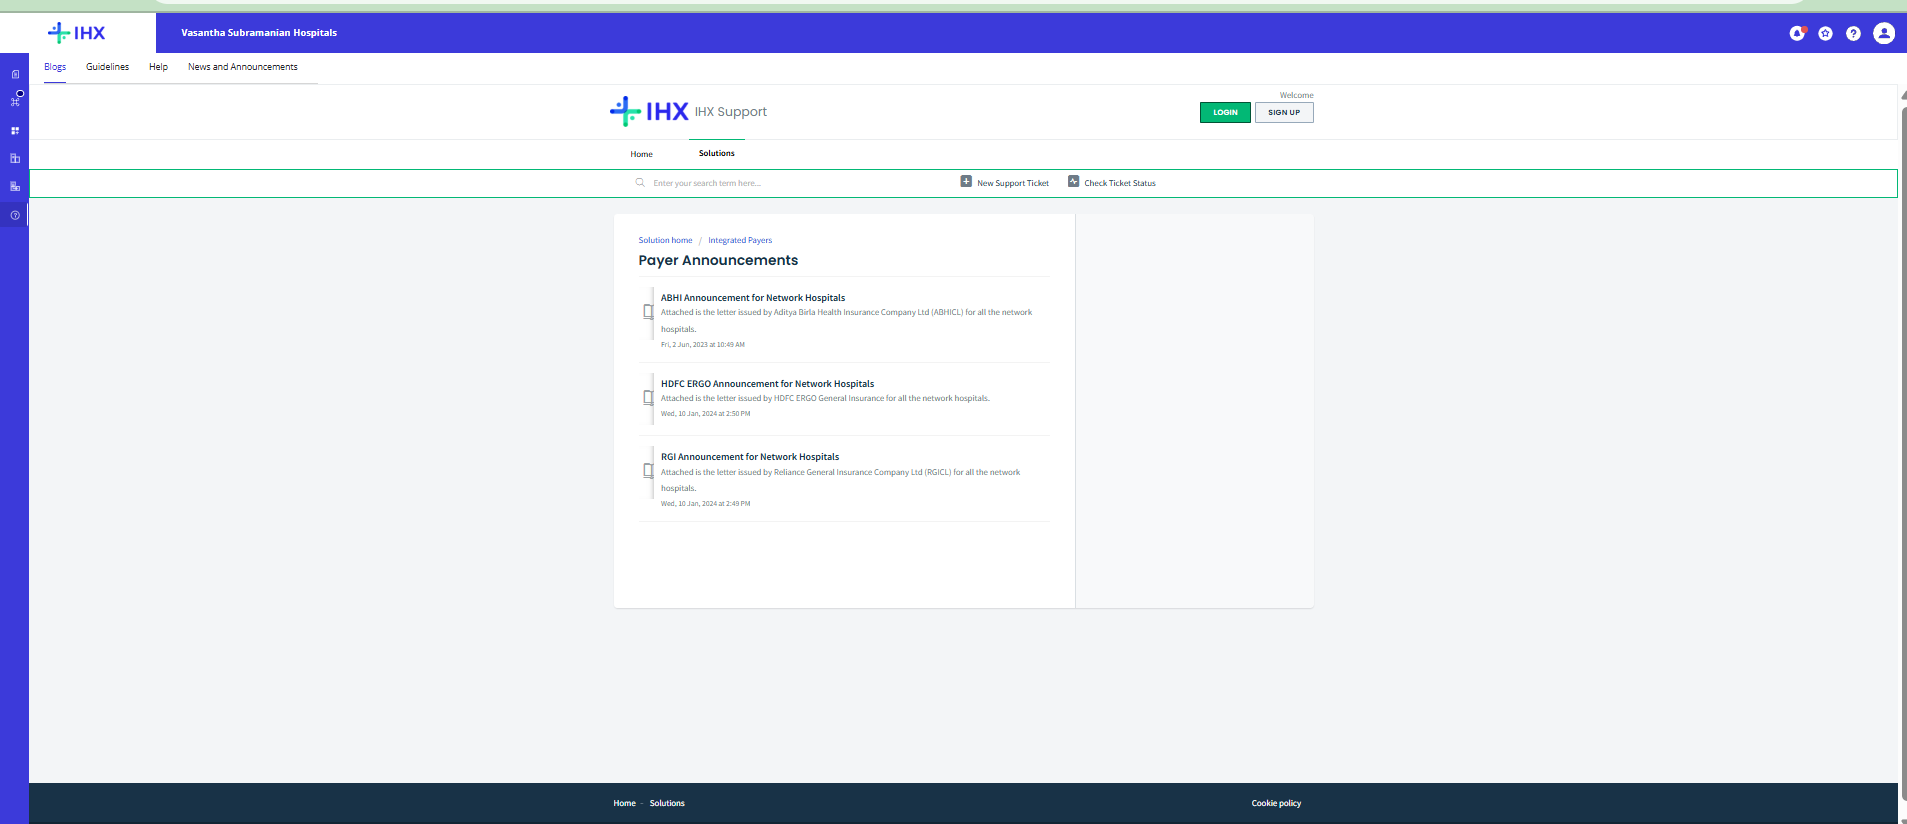 IHX
Vasantha Subramanian Hospitals
Blogs
Guidelines
Help
News and Announcements
IHX
IHX Support
Welcome
LOGIN
SIGN UP
Home
Solutions
Enter your search term here...
New Support Ticket
Check Ticket Status
Solution home / Integrated Payers
Payer Announcements
ABHI Announcement for Network Hospitals
Attached is the letter issued by Aditya Birla Health Insurance Company Ltd (ABHICL) for all the network
hospitals.
Fri, 2 Jun, 2023 at 10:49 AM
HDFC ERGO Announcement for Network Hospitals
Attached is the letter issued by HDFC ERGO General Insurance for all the network hospitals.
Wed, 10 Jan, 2024 at 2:50 PM
RGI Announcement for Network Hospitals
Attached is the letter issued by Reliance General Insurance Company Ltd (RGICL) for all the network
hospitals.
Wed, 10 Jan, 2024 at 2:49 PM
Home - Solutions
Cookie policy